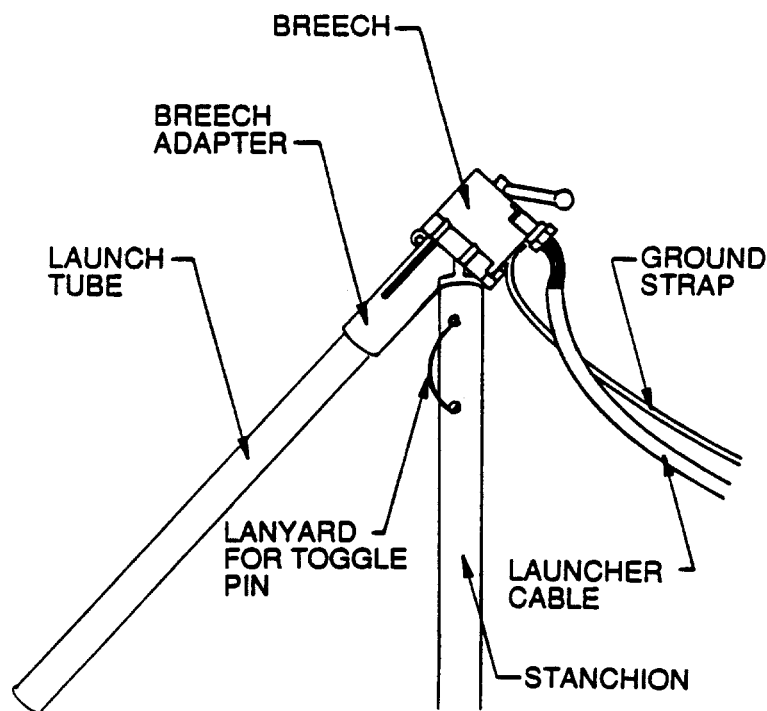 BREECH
BREECH
ADAPTER
LAUNCH
TUBE
GROUND
STRAP
LANYARD
FOR TOGGLE
PIN
LAUNCHER
CABLE
STANCHION